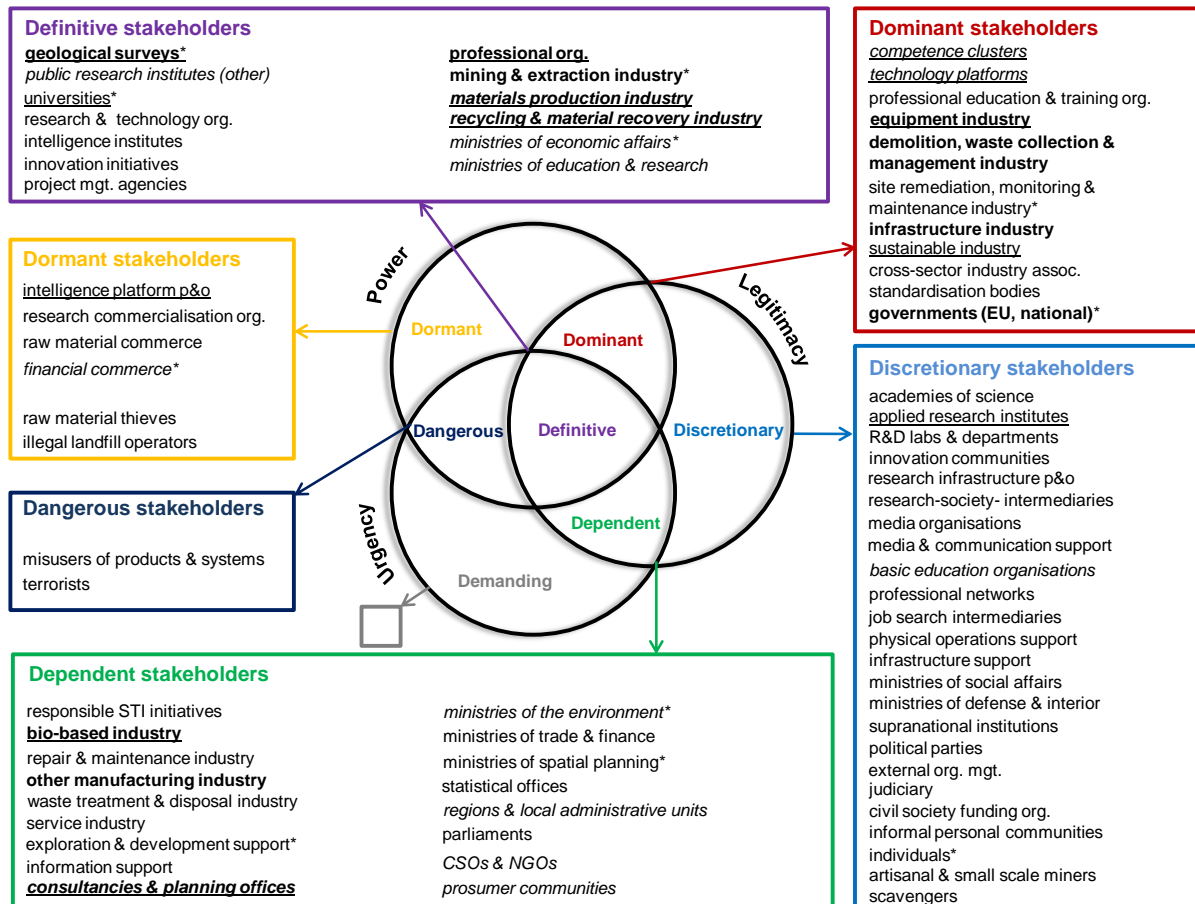 Definitive stakeholders
geological surveys*
public research institutes (other)
universities*
research & technology org.
intelligence institutes
innovation initiatives
project mgt. agencies
professional org.
mining & extraction industry*
materials production industry
recycling & material recovery industry
ministries of economic affairs*
ministries of education & research
Dominant stakeholders
competence clusters
technology platforms
professional education & training org.
equipment industry
demolition, waste collection &
management industry
site remediation, monitoring &
maintenance industry*
infrastructure industry
sustainable industry
cross-sector industry assoc.
standardisation bodies
governments (EU, national)*
Dormant stakeholders
intelligence platform p&o
research commercialisation org.
raw material commerce
financial commerce*
raw material thieves
illegal landfill operators
Power
Legitimacy
Urgency
Dormant
Dominant
Dangerous
Definitive
Discretionary
Dependent
Demanding
Dangerous stakeholders
misusers of products & systems
terrorists
Discretionary stakeholders
academies of science
applied research institutes
R&D labs & departments
innovation communities
research infrastructure p&o
research-society- intermediaries
media organisations
media & communication support
basic education organisations
professional networks
job search intermediaries
physical operations support
infrastructure support
ministries of social affairs
ministries of defense & interior
supranational institutions
political parties
external org. mgt.
judiciary
civil society funding org.
informal personal communities
individuals*
artisanal & small scale miners
scavengers
Dependent stakeholders
responsible STI initiatives
bio-based industry
repair & maintenance industry
other manufacturing industry
waste treatment & disposal industry
service industry
exploration & development support*
information support
consultancies & planning offices
ministries of the environment*
ministries of trade & finance
ministries of spatial planning*
statistical offices
regions & local administrative units
parliaments
CSOs & NGOs
prosumer communities